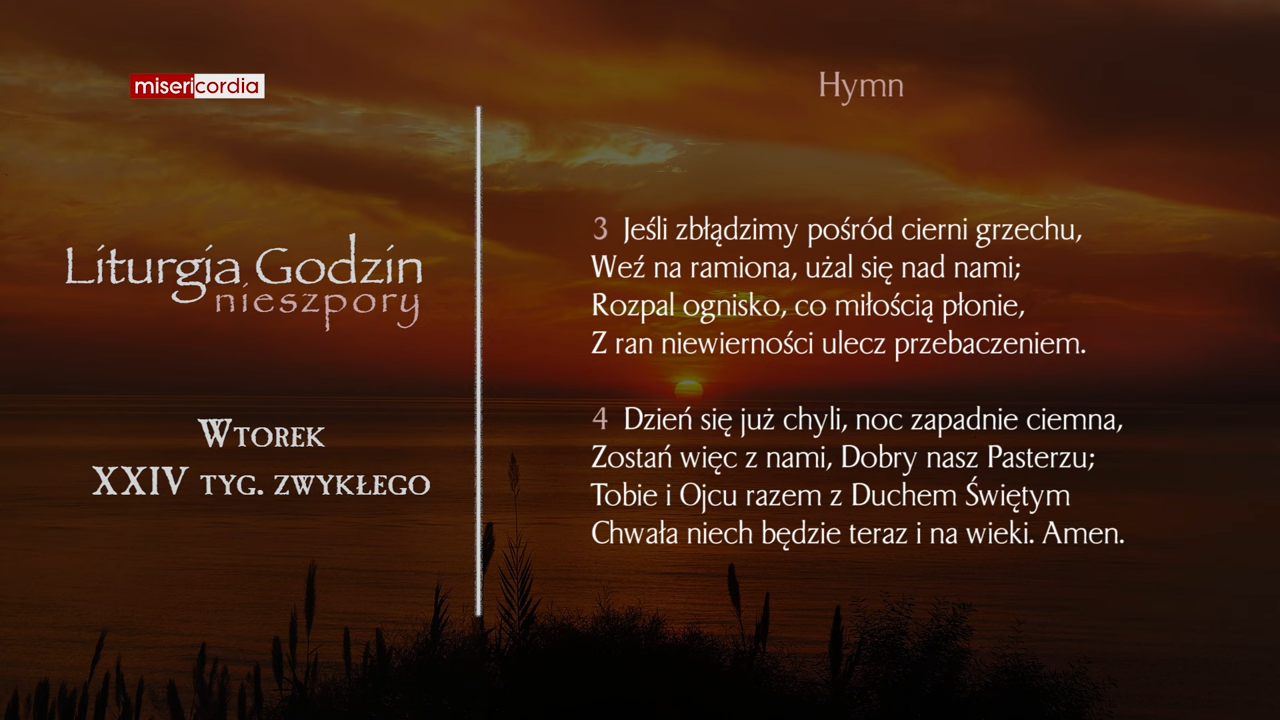 misericordia
Liturgia Godzin
nieszpory
Wtorek
XXIV tyg. zwykłego
Hymn
3 Jeśli zbłądzimy pośród cierni grzechu,
Weź na ramiona, użal się nad nami;
Rozpal ognisko, co miłością płonie,
Z ran niewierności ulecz przebaczeniem.
4 Dzień się już chyli, noc zapadnie ciemna,
Zostań więc z nami, Dobry nasz Pasterzu;
Tobie i Ojcu razem z Duchem Świętym
Chwała niech będzie teraz i na wieki. Amen.